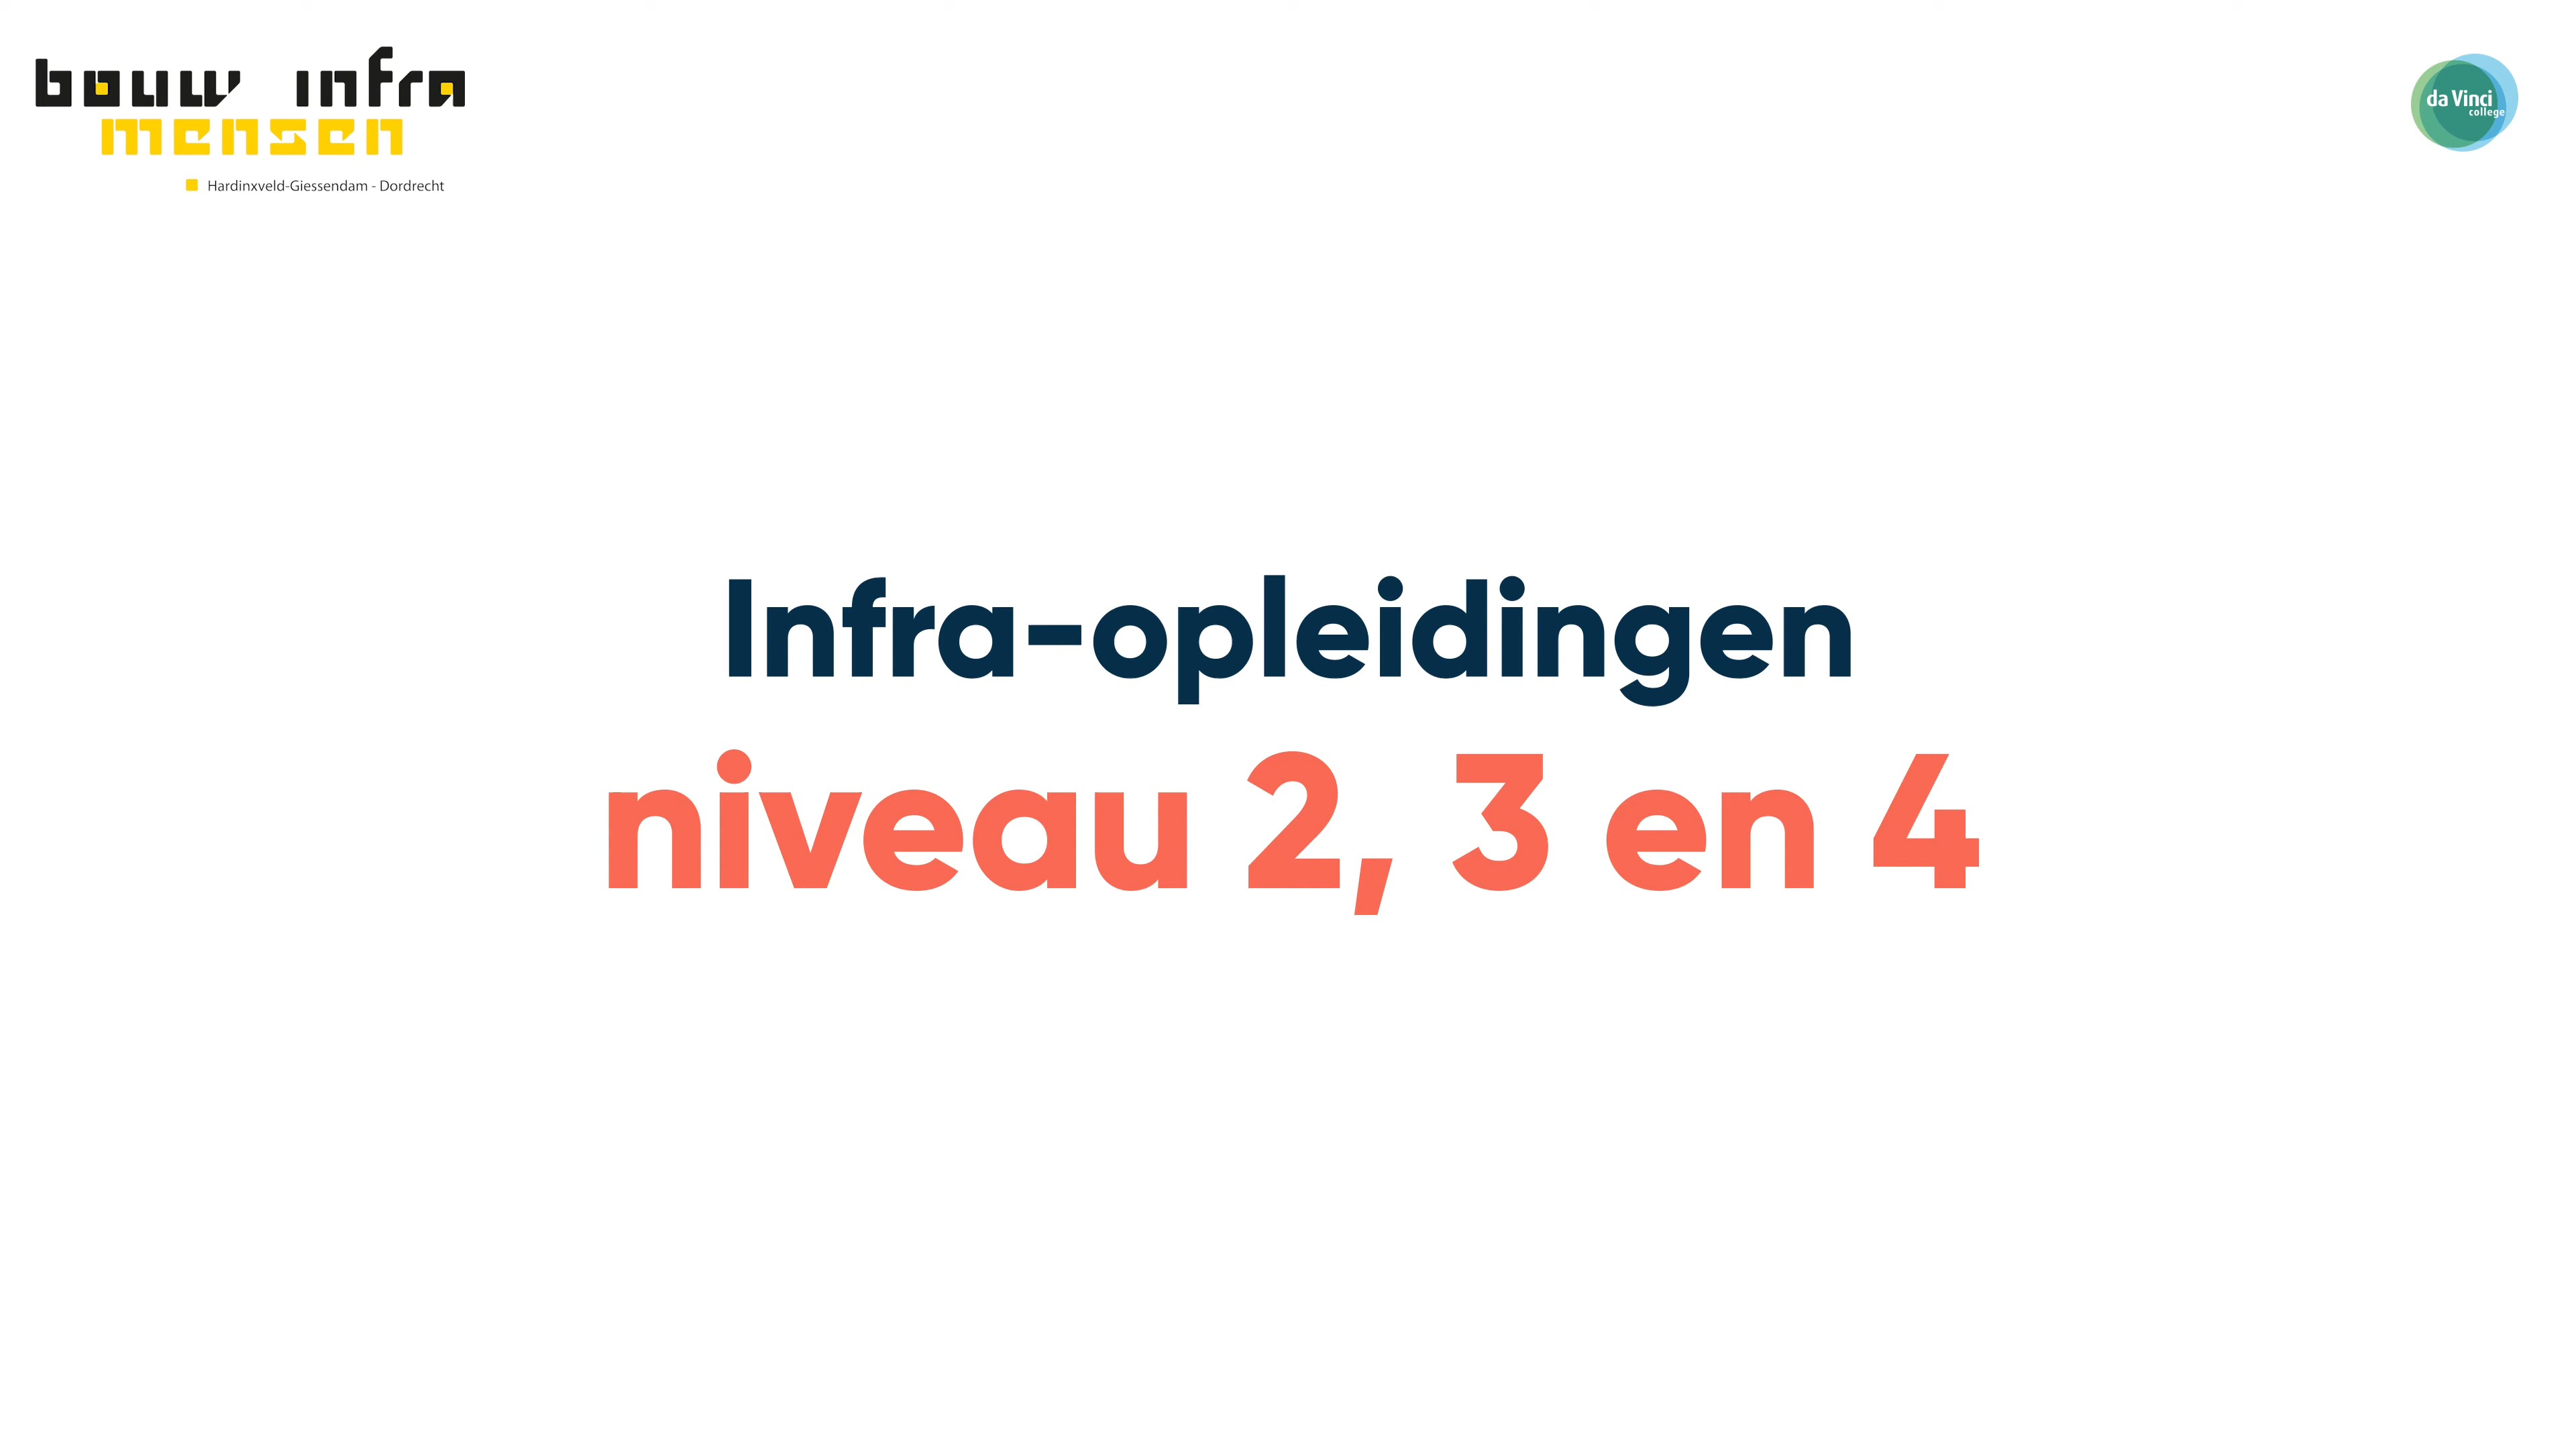 bouw infra
mensen
Hardinxveld-Giessendam - Dordrecht
da Vinci
college
Infra-opleidingen
niveau 2, 3 en 4